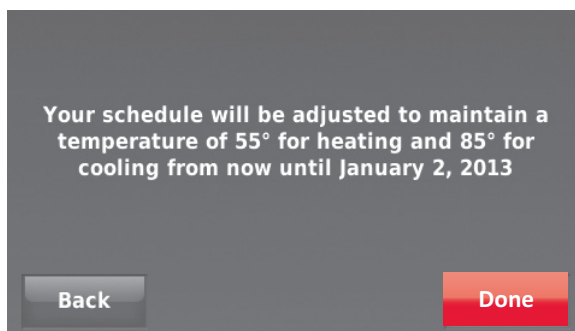 Your schedule will be adjusted to maintain a
temperature of 55° for heating and 85° for
cooling from now until January 2, 2013
Back
Done